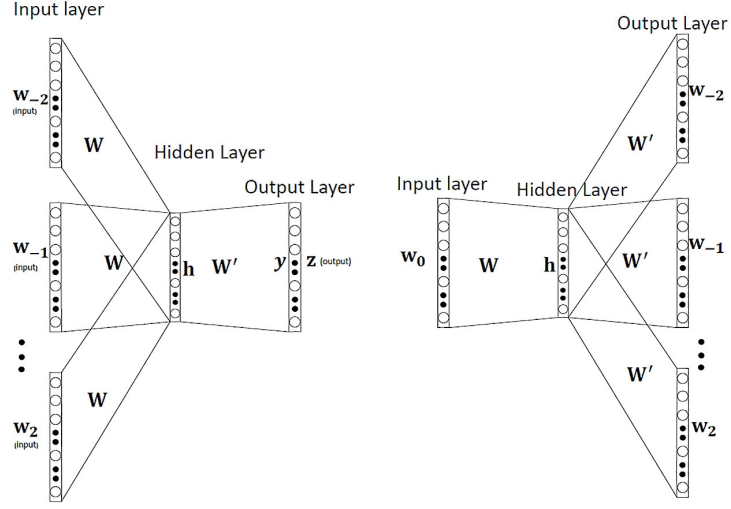 Input layer
w₋₂
(input)
W
w₋₁
(input)
W
w₂
(input)
W
Hidden Layer
h
W′
Output Layer
y
z (output)
Input layer
w₀
W
Hidden Layer
h
Output Layer
W′
w₋₂
W′
w₋₁
W′
w₂